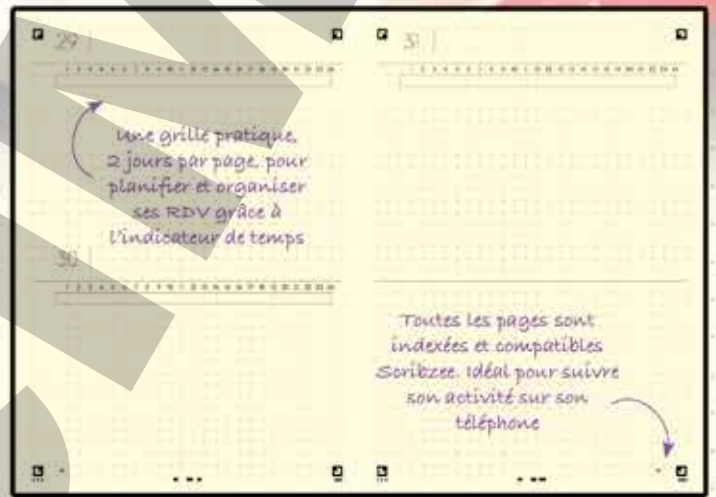 29
Une grille pratique,
2 jours par page, pour
planifier et organiser
ses RDV grâce à
l'indicateur de temps
30
31
Toutes les pages sont
indexées et compatibles
Scribzee. Idéal pour suivre
son activité sur son
téléphone